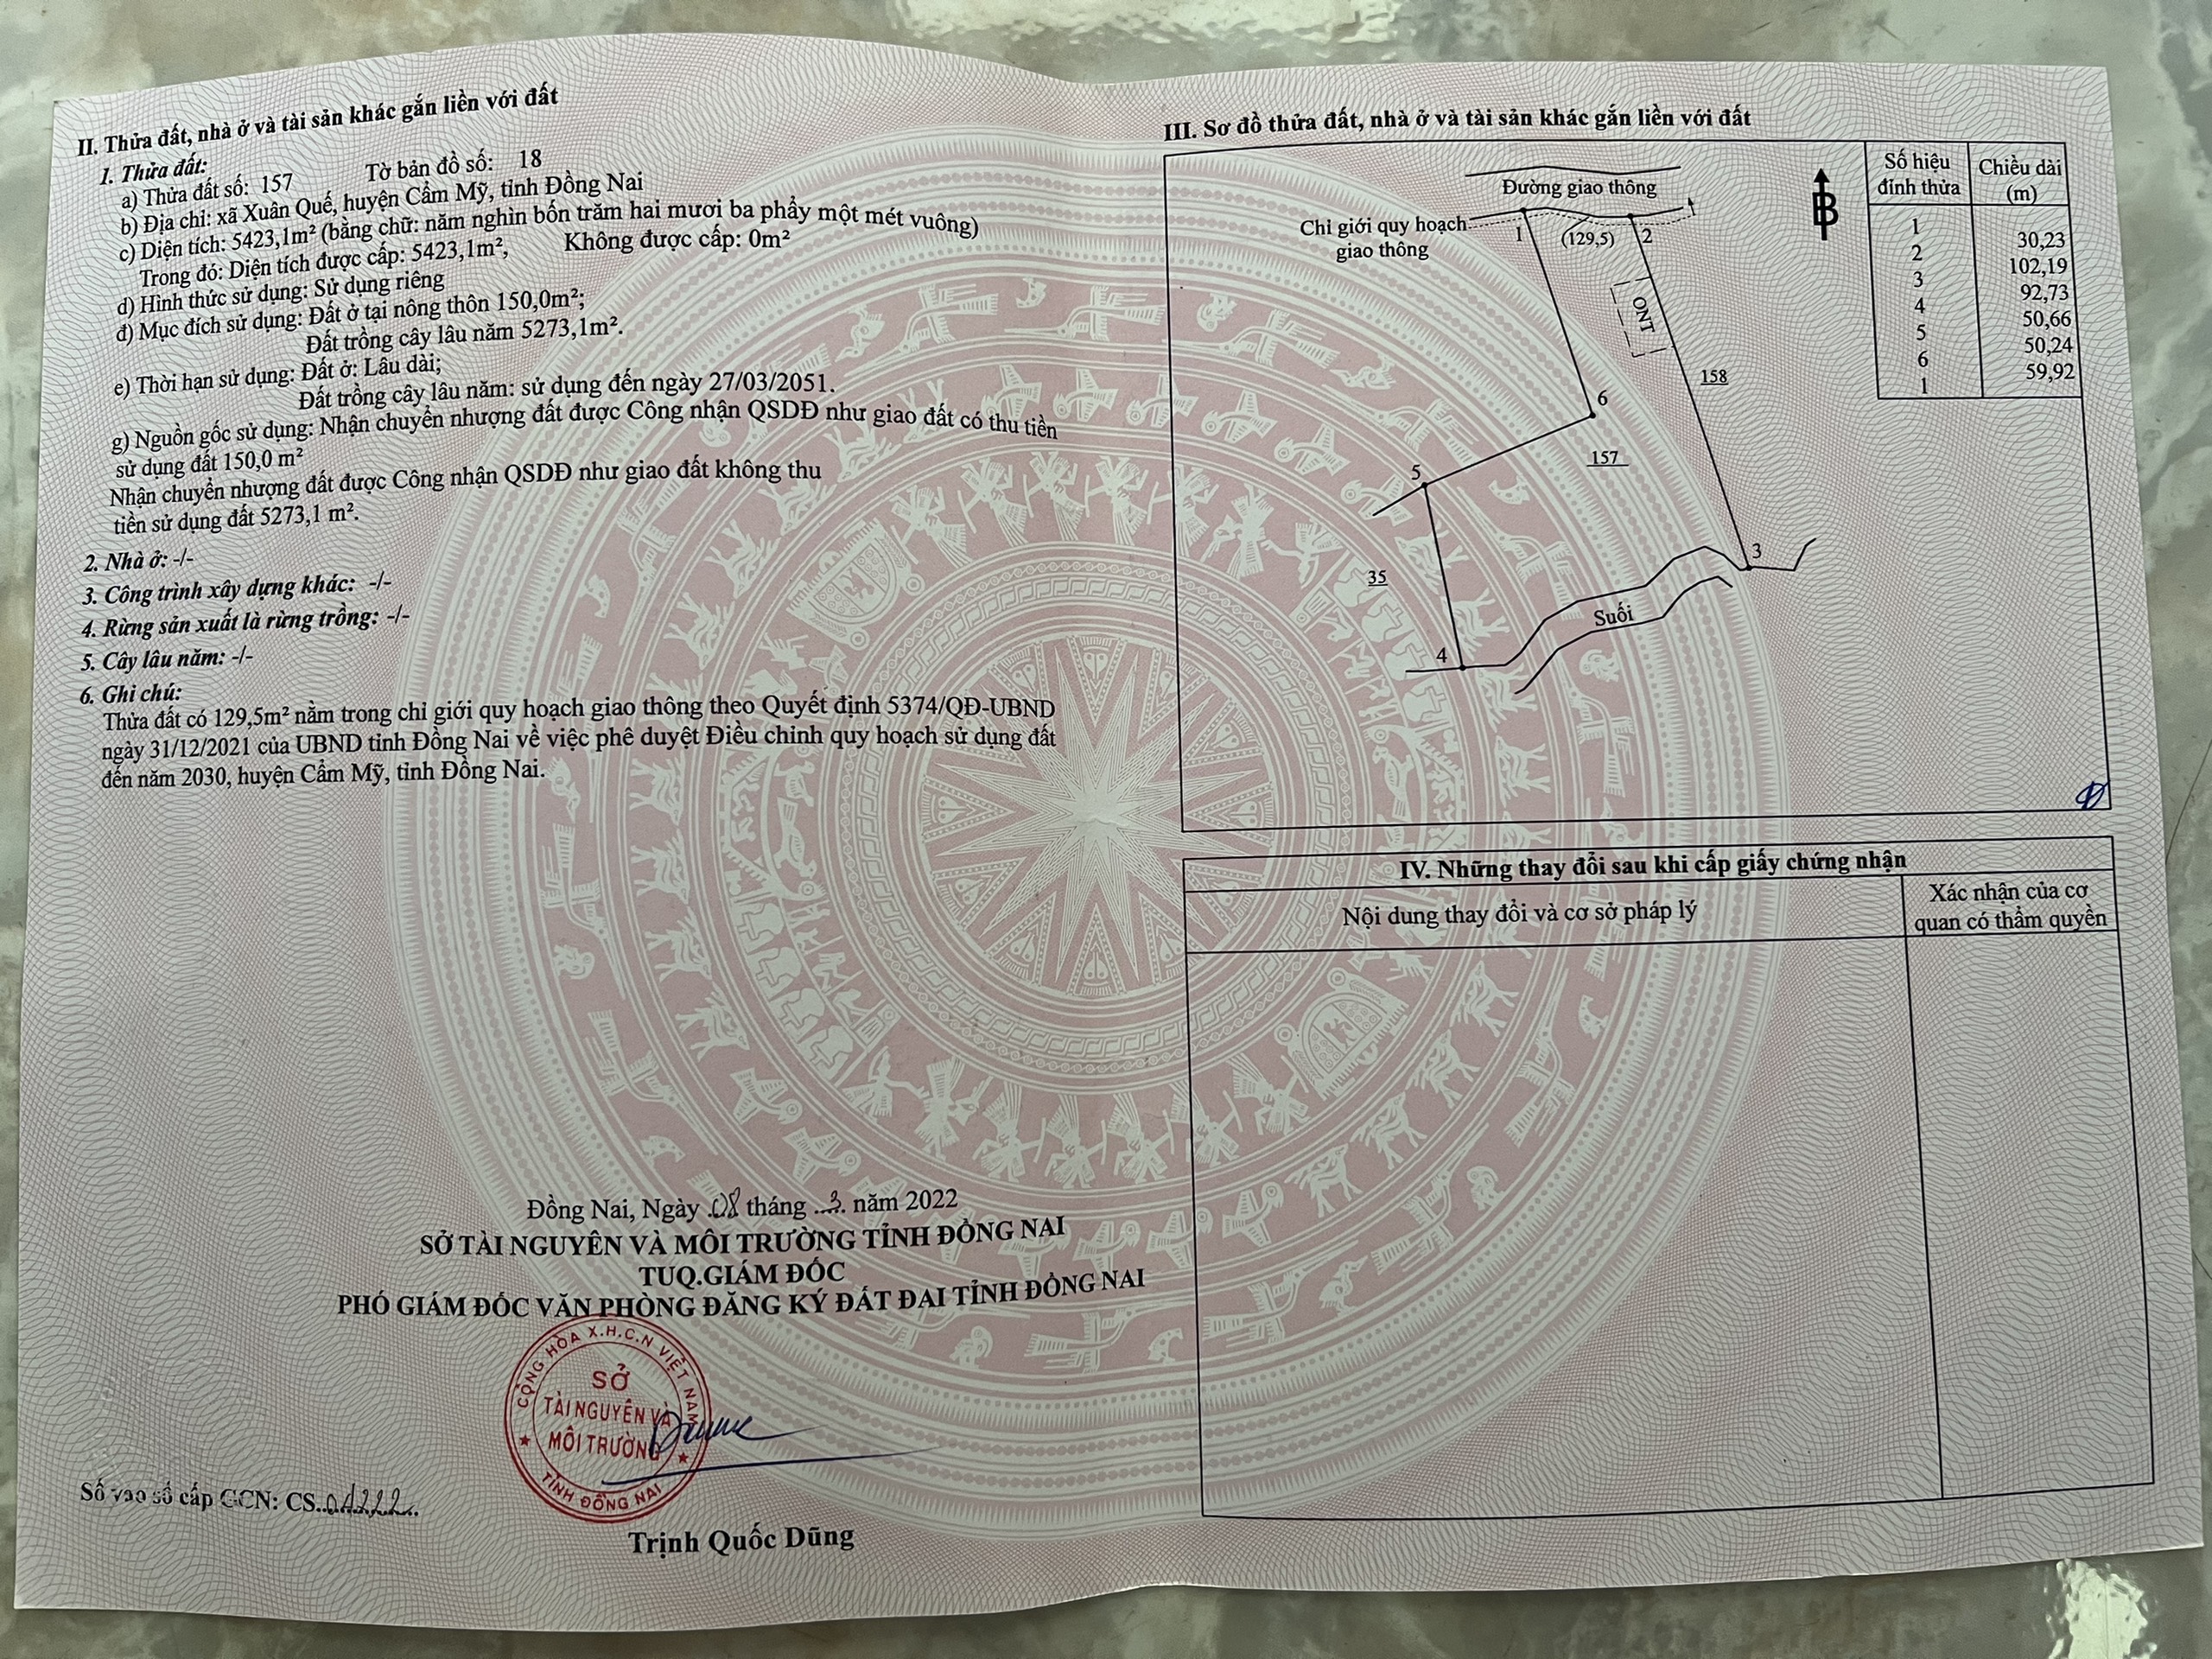 II. Thửa đất, nhà ở và tài sản khác gắn liền với đất
1. Thửa đất:
a) Thửa đất số: 157 Tờ bản đồ số: 18
b) Địa chỉ: xã Xuân Quế, huyện Cẩm Mỹ, tỉnh Đồng Nai
c) Diện tích: 5423,1m² (bằng chữ: năm nghìn bốn trăm hai mươi ba phẩy một mét vuông)
Trong đó: Diện tích được cấp: 5423,1m², Không được cấp: 0m²
d) Hình thức sử dụng: Sử dụng riêng
đ) Mục đích sử dụng: Đất ở tại nông thôn 150,0m²;
Đất trồng cây lâu năm 5273,1m².
e) Thời hạn sử dụng: Đất ở: Lâu dài;
Đất trồng cây lâu năm: sử dụng đến ngày 27/03/2051.
g) Nguồn gốc sử dụng: Nhận chuyển nhượng đất được Công nhận QSDĐ như giao đất có thu tiền
sử dụng đất 150,0 m²
Nhận chuyển nhượng đất được Công nhận QSDĐ như giao đất không thu
tiền sử dụng đất 5273,1 m².
2. Nhà ở: -/-
3. Công trình xây dựng khác: -/-
4. Rừng sản xuất là rừng trồng: -/-
5. Cây lâu năm: -/-
6. Ghi chú:
Thửa đất có 129,5m² nằm trong chỉ giới quy hoạch giao thông theo Quyết định 5374/QĐ-UBND
ngày 31/12/2021 của UBND tỉnh Đồng Nai về việc phê duyệt Điều chỉnh quy hoạch sử dụng đất
đến năm 2030, huyện Cẩm Mỹ, tỉnh Đồng Nai.
Đồng Nai, Ngày 08 tháng 3 năm 2022
SỞ TÀI NGUYÊN VÀ MÔI TRƯỜNG TỈNH ĐỒNG NAI
TUQ.GIÁM ĐỐC
PHÓ GIÁM ĐỐC VĂN PHÒNG ĐĂNG KÝ ĐẤT ĐAI TỈNH ĐỒNG NAI
CỘNG HÒA X.H.C.N VIỆT NAM
SỞ
TÀI NGUYÊN VÀ
MÔI TRƯỜNG
TỈNH ĐỒNG NAI
Trịnh Quốc Dũng
Số vào sổ cấp GCN: CS..04222.
III. Sơ đồ thửa đất, nhà ở và tài sản khác gắn liền với đất
Đường giao thông
Chỉ giới quy hoạch
giao thông
1
(129,5)
2
ONT
158
6
157
5
3
35
Suối
4
B
Số hiệu đỉnh thửa Chiều dài (m)
1
30,23
2
102,19
3
92,73
4
50,66
5
50,24
6
59,92
1
IV. Những thay đổi sau khi cấp giấy chứng nhận
Nội dung thay đổi và cơ sở pháp lý
Xác nhận của cơ
quan có thẩm quyền